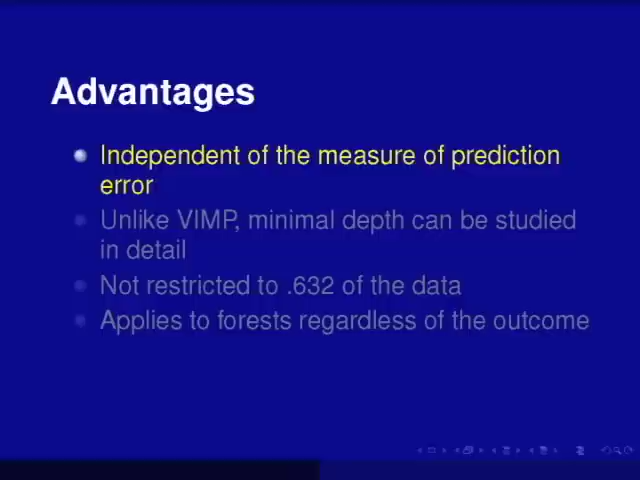 Advantages
Independent of the measure of prediction
error
Unlike VIMP, minimal depth can be studied
in detail
Not restricted to .632 of the data
Applies to forests regardless of the outcome